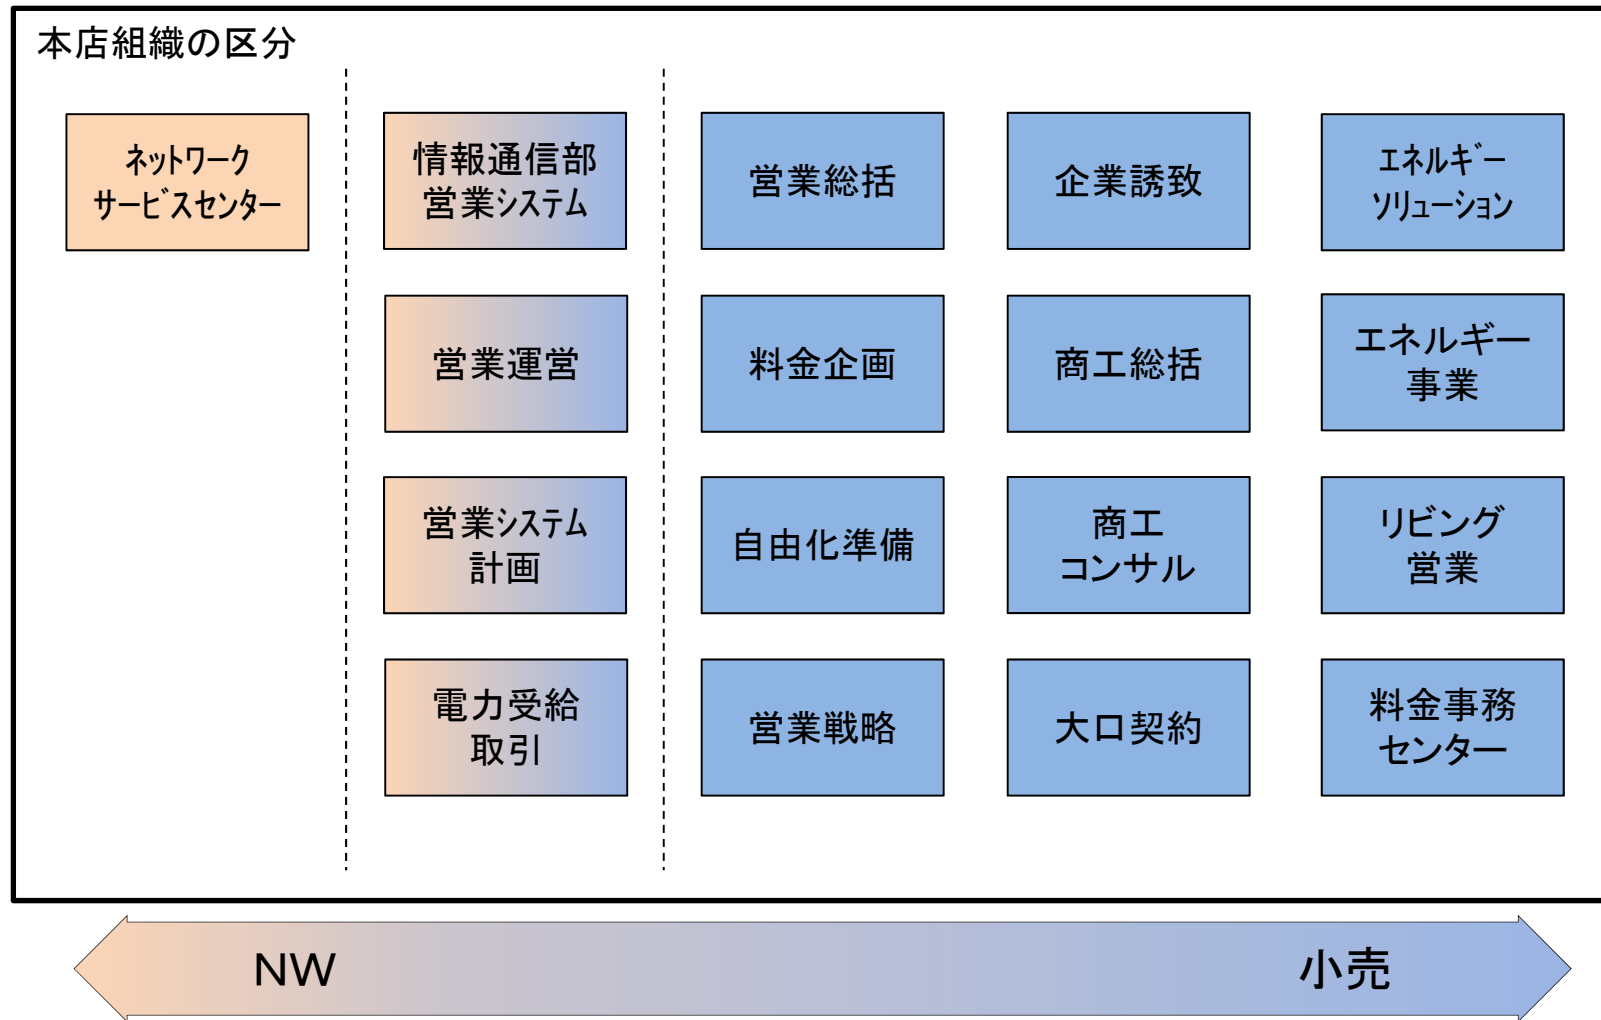 本店組織の区分
ネットワーク
サービスセンター
情報通信部
営業システム
営業総括
企業誘致
エネルギー
ソリューション
営業運営
料金企画
商工総括
エネルギー
事業
営業システム
計画
自由化準備
商工
コンサル
リビング
営業
電力受給
取引
営業戦略
大口契約
料金事務
センター
NW
小売